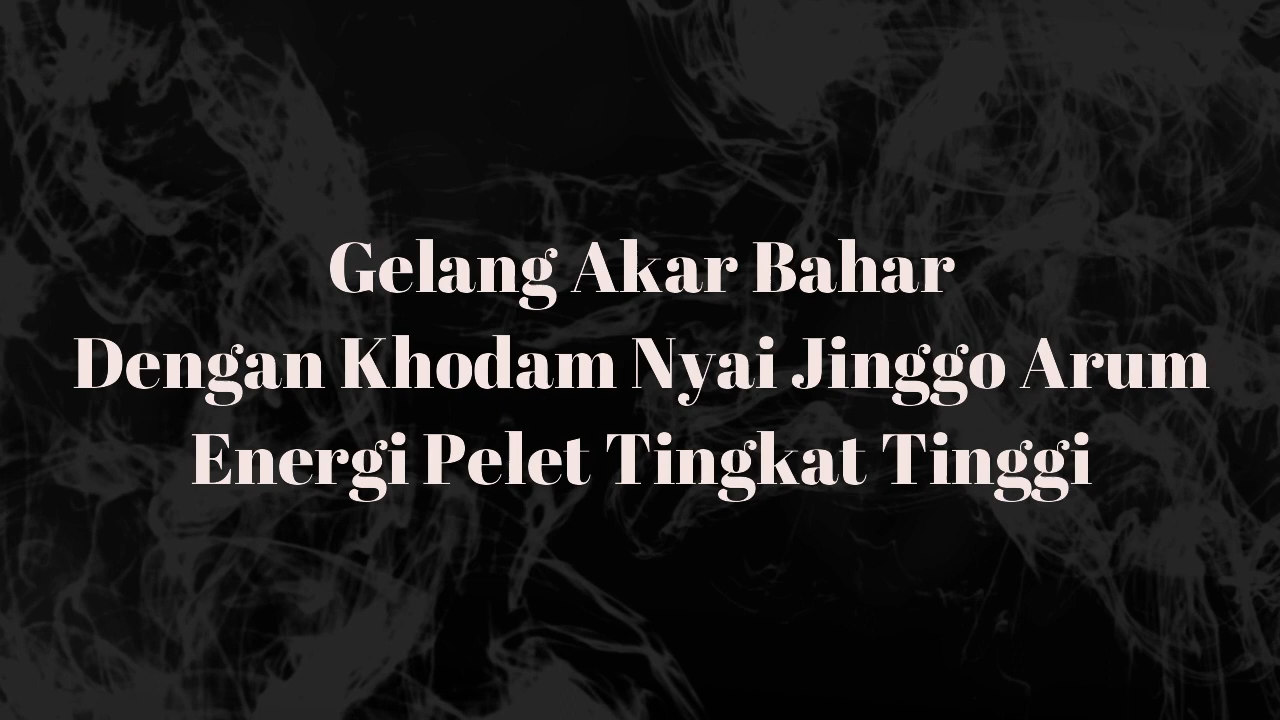 Gelang Akar Bahar
Dengan Khodam Nyai Jinggo Arum
Energi Pelet Tingkat Tinggi